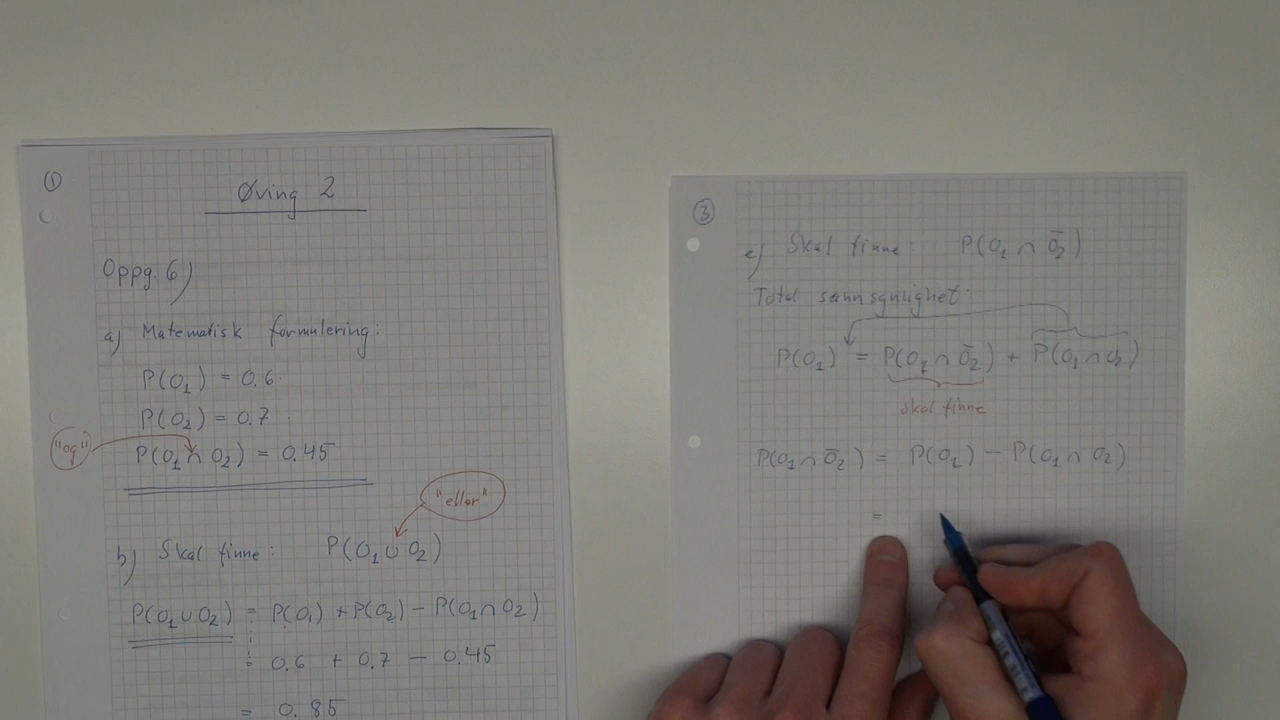 ①
Øving 2
Oppg. 6)
a) Matematisk formulering:
P(O₁) = 0.6
P(O₂) = 0.7
"og"
P(O₁ ∩ O₂) = 0.45
"eller"
b) Skal finne: P(O₁ ∪ O₂)
P(O₁ ∪ O₂) = P(O₁) + P(O₂) - P(O₁ ∩ O₂)
= 0.6 + 0.7 - 0.45
= 0.85
③
c) Skal finne: P(O₁ ∩ Ō₂)
Total sannsynlighet:
P(O₁) = P(O₁ ∩ Ō₂) + P(O₁ ∩ O₂)
skal finne
P(O₁ ∩ Ō₂) = P(O₁) - P(O₁ ∩ O₂)
=